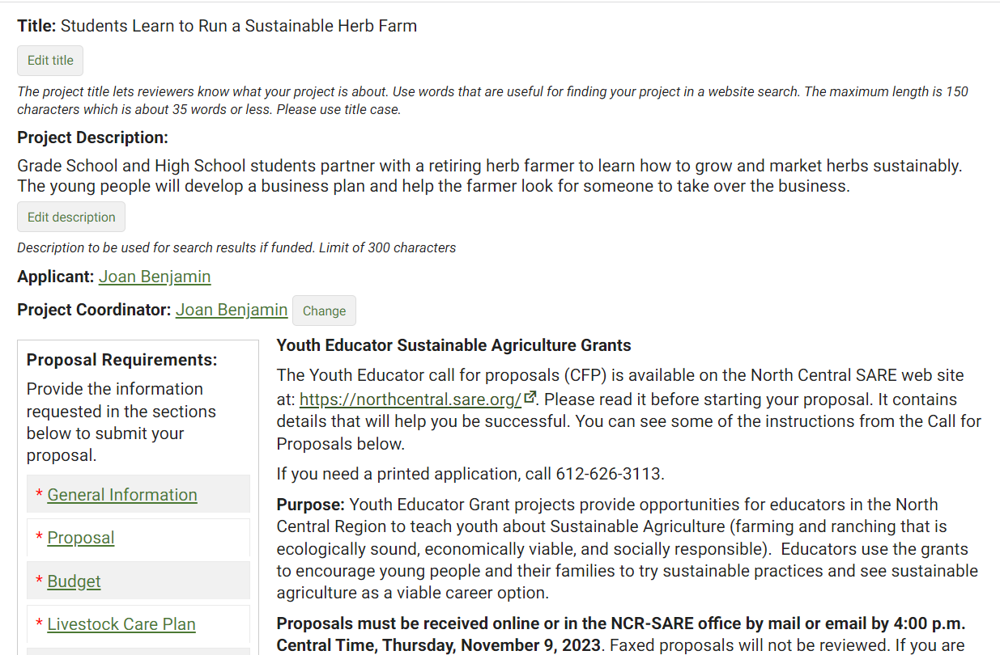 Title: Students Learn to Run a Sustainable Herb Farm
Edit title
The project title lets reviewers know what your project is about. Use words that are useful for finding your project in a website search. The maximum length is 150
characters which is about 35 words or less. Please use title case.
Project Description:
Grade School and High School students partner with a retiring herb farmer to learn how to grow and market herbs sustainably.
The young people will develop a business plan and help the farmer look for someone to take over the business.
Edit description
Description to be used for search results if funded. Limit of 300 characters
Applicant: Joan Benjamin
Project Coordinator: Joan Benjamin Change
Proposal Requirements:
Provide the information
requested in the sections
below to submit your
proposal.
* General Information
* Proposal
* Budget
* Livestock Care Plan
Youth Educator Sustainable Agriculture Grants
The Youth Educator call for proposals (CFP) is available on the North Central SARE web site
at: https://northcentral.sare.org/. Please read it before starting your proposal. It contains
details that will help you be successful. You can see some of the instructions from the Call for
Proposals below.
If you need a printed application, call 612-626-3113.
Purpose: Youth Educator Grant projects provide opportunities for educators in the North
Central Region to teach youth about Sustainable Agriculture (farming and ranching that is
ecologically sound, economically viable, and socially responsible). Educators use the grants
to encourage young people and their families to try sustainable practices and see sustainable
agriculture as a viable career option.
Proposals must be received online or in the NCR-SARE office by mail or email by 4:00 p.m.
Central Time, Thursday, November 9, 2023. Faxed proposals will not be reviewed. If you are